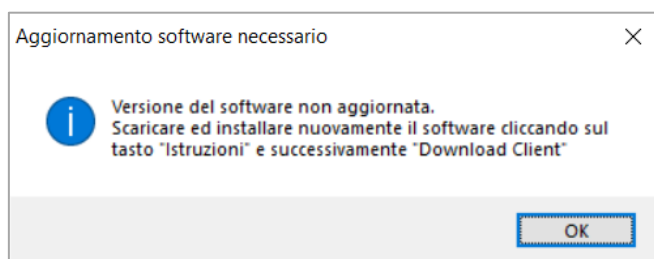 Aggiornamento software necessario
Versione del software non aggiornata.
Scaricare ed installare nuovamente il software cliccando sul
tasto "Istruzioni" e successivamente "Download Client"
OK